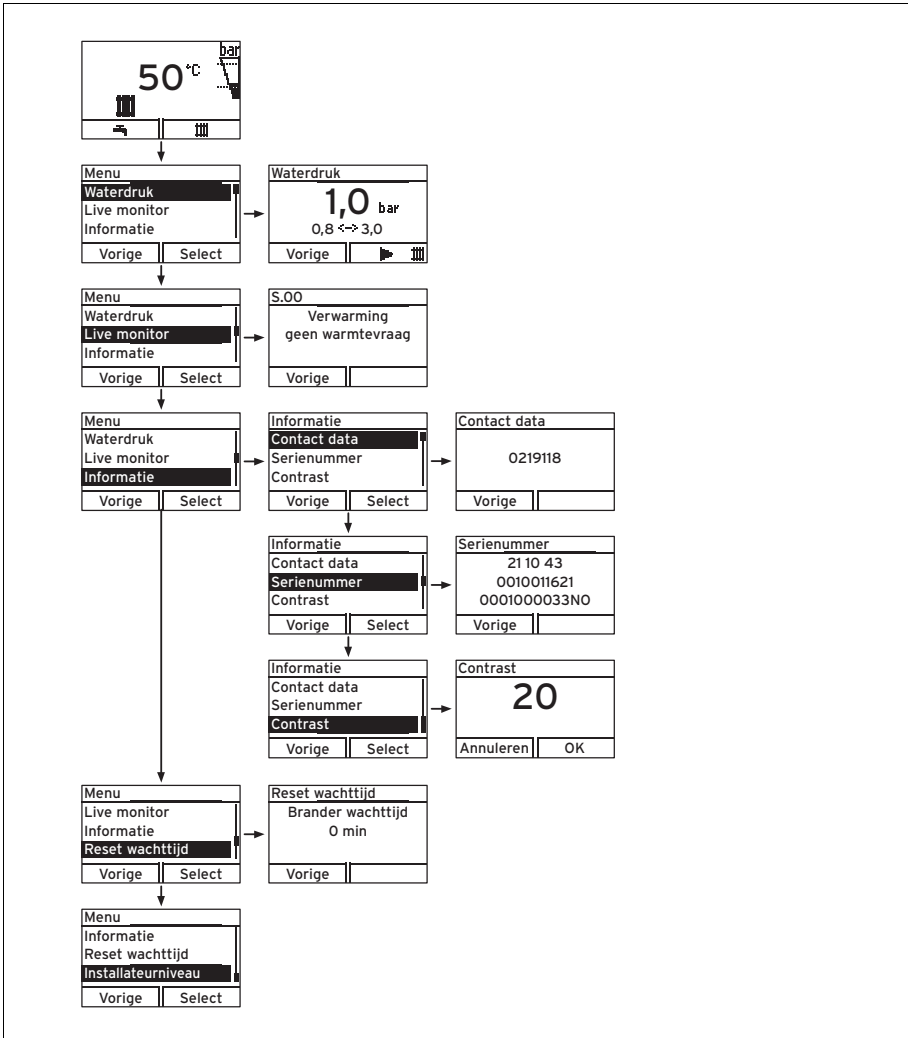 bar
50 °C
Menu
Waterdruk
Live monitor
Informatie
Vorige Select
Waterdruk
1,0 bar
0,8 <-> 3,0
Vorige
Menu
Waterdruk
Live monitor
Informatie
Vorige Select
S.00
Verwarming
geen warmtevraag
Vorige
Menu
Waterdruk
Live monitor
Informatie
Vorige Select
Informatie
Contact data
Serienummer
Contrast
Vorige Select
Contact data
0219118
Vorige
Informatie
Contact data
Serienummer
Contrast
Vorige Select
Serienummer
21 10 43
0010011621
0001000033N0
Vorige
Informatie
Contact data
Serienummer
Contrast
Vorige Select
Contrast
20
Annuleren OK
Menu
Live monitor
Informatie
Reset wachttijd
Vorige Select
Reset wachttijd
Brander wachttijd
0 min
Vorige
Menu
Informatie
Reset wachttijd
Installateurniveau
Vorige Select